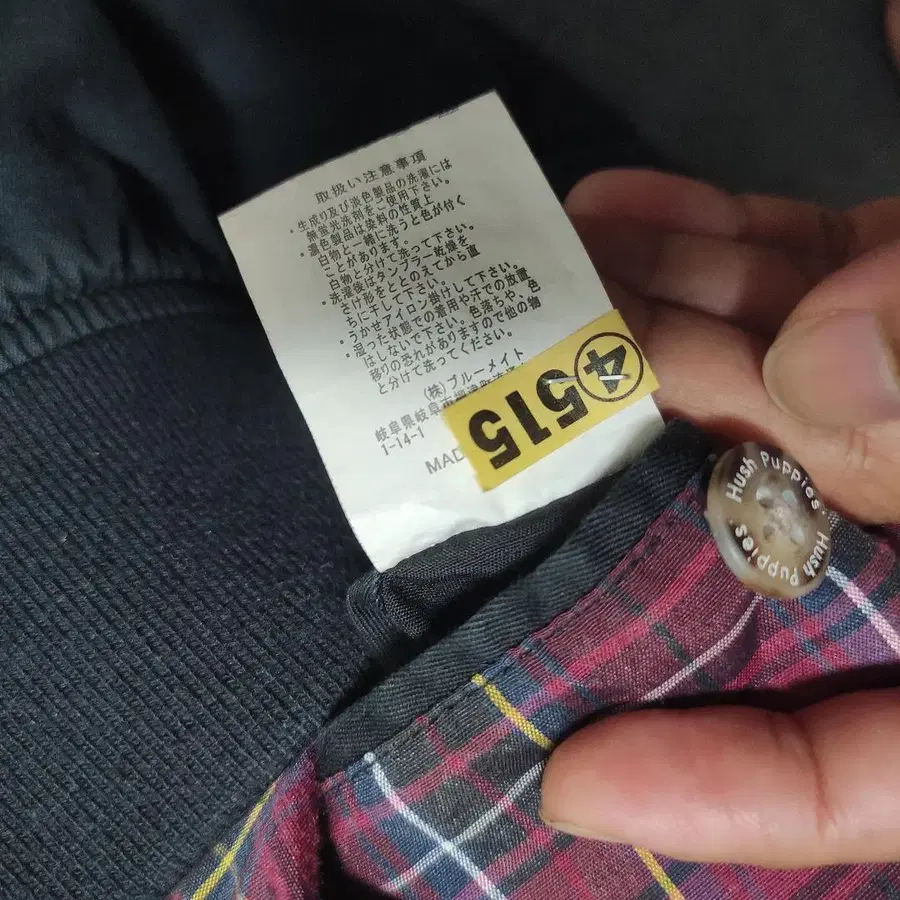 取扱い注意事項
・生成り及び淡色製品の洗濯には
無蛍光洗剤をご使用下さい。
・濃色製品は染料の性質上
白物と一緒に洗うと色が付く
ことがあります。
白物と分けて洗って下さい。
・洗濯後はタンブラー乾燥を
さけ形をととのえてから直
ちに干して下さい。
・うかせアイロン掛けして下さい。
・湿った状態での着用や汗での放置
はしないで下さい。色落ちや、色
移りの恐れがありますので他の物
と分けて洗ってください。
(株)ブルーメイト
岐阜県岐阜市
1-14-1
④515
Hush Puppies Hush Puppies